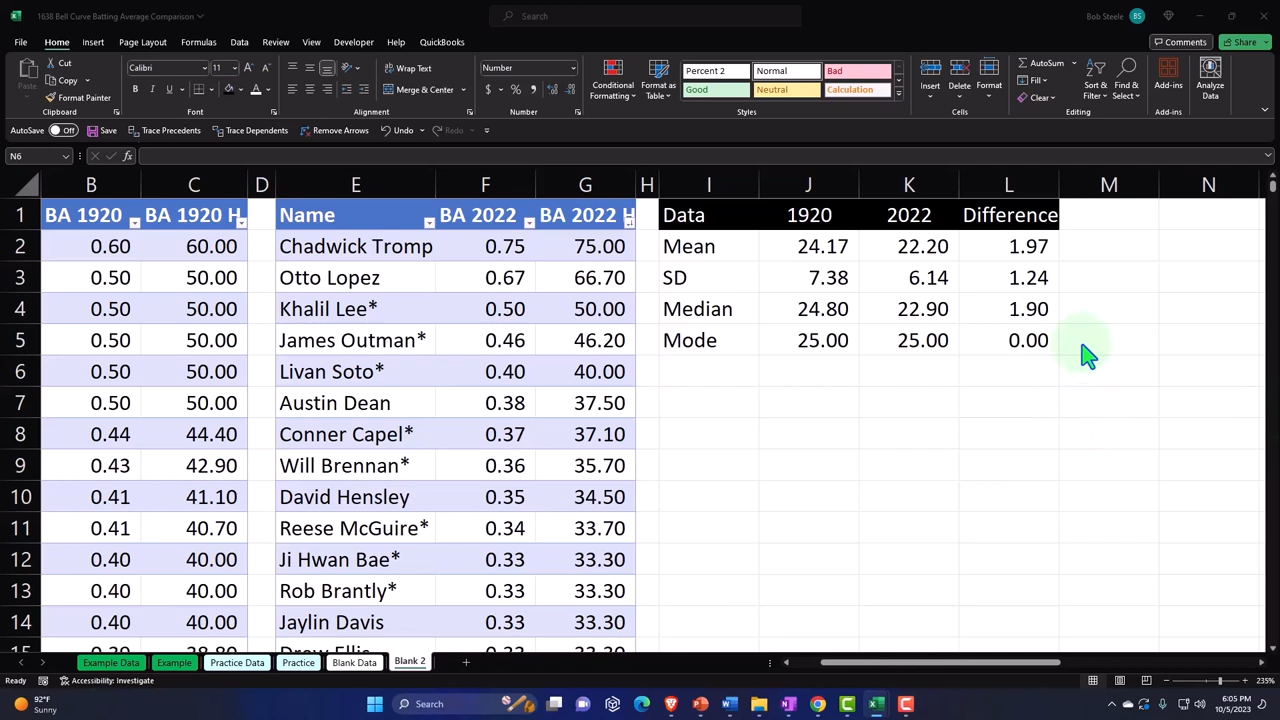 1638 Bell Curve Batting Average Comparison
Search
Bob Steele BS
File Home Insert Page Layout Formulas Data Review View Developer Help QuickBooks
Comments Share
Paste
Cut
Copy
Format Painter
Clipboard
Calibri 11
Font
Wrap Text
Merge & Center
Alignment
Number
Number
Conditional Formatting
Format as Table
Percent 2 Normal Bad
Good Neutral Calculation
Styles
Insert Delete Format
Cells
AutoSum
Fill
Clear
Sort & Filter
Find & Select
Editing
Add-ins
Add-ins
Analyze Data
AutoSave Off Save Trace Precedents Trace Dependents Remove Arrows Undo Redo
N6 fx
B C D E F G H I J K L M N
1 BA 1920 BA 1920 H Name BA 2022 BA 2022 H Data 1920 2022 Difference
2 0.60 60.00 Chadwick Tromp 0.75 75.00 Mean 24.17 22.20 1.97
3 0.50 50.00 Otto Lopez 0.67 66.70 SD 7.38 6.14 1.24
4 0.50 50.00 Khalil Lee* 0.50 50.00 Median 24.80 22.90 1.90
5 0.50 50.00 James Outman* 0.46 46.20 Mode 25.00 25.00 0.00
6 0.50 50.00 Livan Soto* 0.40 40.00
7 0.50 50.00 Austin Dean 0.38 37.50
8 0.44 44.40 Conner Capel* 0.37 37.10
9 0.43 42.90 Will Brennan* 0.36 35.70
10 0.41 41.10 David Hensley 0.35 34.50
11 0.41 40.70 Reese McGuire* 0.34 33.70
12 0.40 40.00 Ji Hwan Bae* 0.33 33.30
13 0.40 40.00 Rob Brantly* 0.33 33.30
14 0.40 40.00 Jaylin Davis 0.33 33.30
Example Data Example Practice Data Practice Blank Data Blank 2
Ready Accessibility: Investigate 235%
92°F
Sunny
Search
6:05 PM
10/5/2023